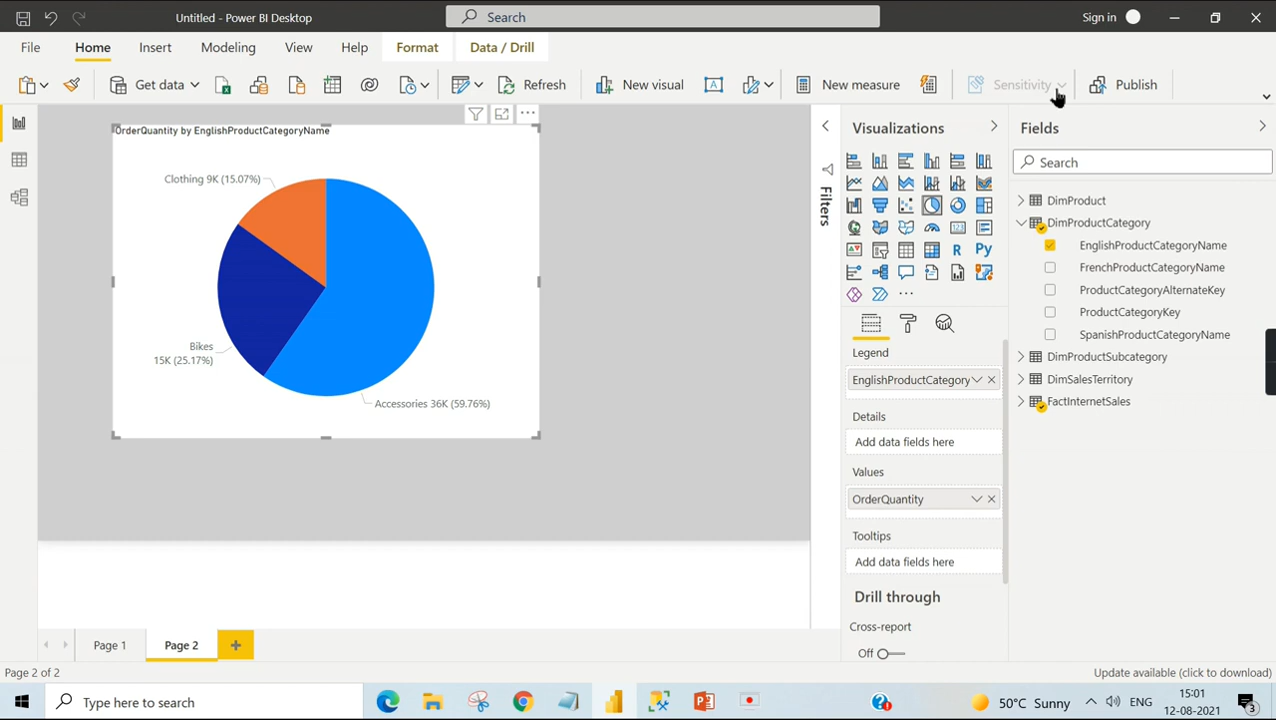 Untitled - Power BI Desktop
Search
Sign in
File
Home
Insert
Modeling
View
Help
Format
Data / Drill
Get data
Refresh
New visual
New measure
Sensitivity
Publish
OrderQuantity by EnglishProductCategoryName
Clothing 9K (15.07%)
Bikes
15K (25.17%)
Accessories 36K (59.76%)
Filters
Visualizations
R
Py
Legend
EnglishProductCategory
Details
Add data fields here
Values
OrderQuantity
Tooltips
Add data fields here
Drill through
Cross-report
Off
Fields
Search
DimProduct
DimProductCategory
EnglishProductCategoryName
FrenchProductCategoryName
ProductCategoryAlternateKey
ProductCategoryKey
SpanishProductCategoryName
DimProductSubcategory
DimSalesTerritory
FactInternetSales
Page 1
Page 2
Page 2 of 2
Update available (click to download)
Type here to search
50°C Sunny
ENG
15:01
12-08-2021
3